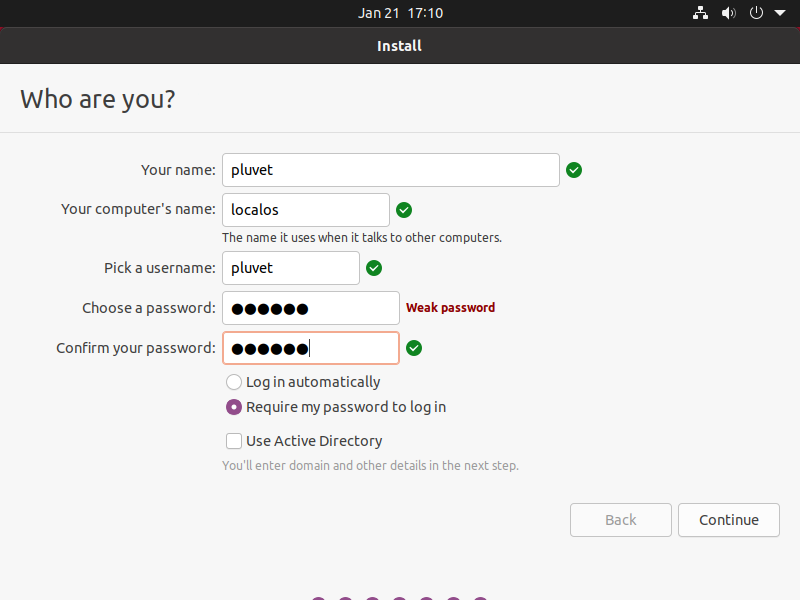 Jan 21 17:10
Install
Who are you?
Your name: pluvet
Your computer's name: localos
The name it uses when it talks to other computers.
Pick a username: pluvet
Choose a password: ●●●●●● Weak password
Confirm your password: ●●●●●●
Log in automatically
Require my password to log in
Use Active Directory
You'll enter domain and other details in the next step.
Back Continue